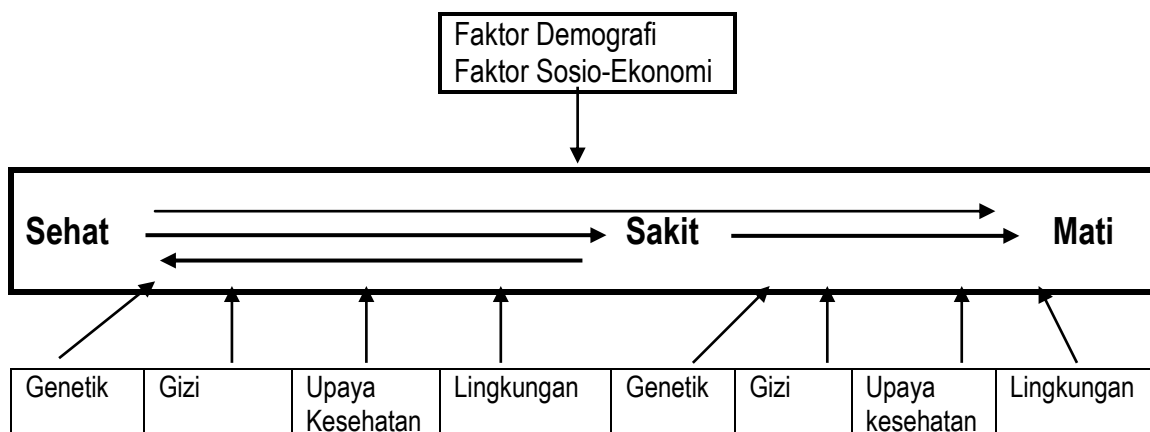 Faktor Demografi
Faktor Sosio-Ekonomi
Sehat Sakit Mati
Genetik Gizi Upaya Lingkungan Genetik Gizi Upaya Lingkungan
Kesehatan kesehatan